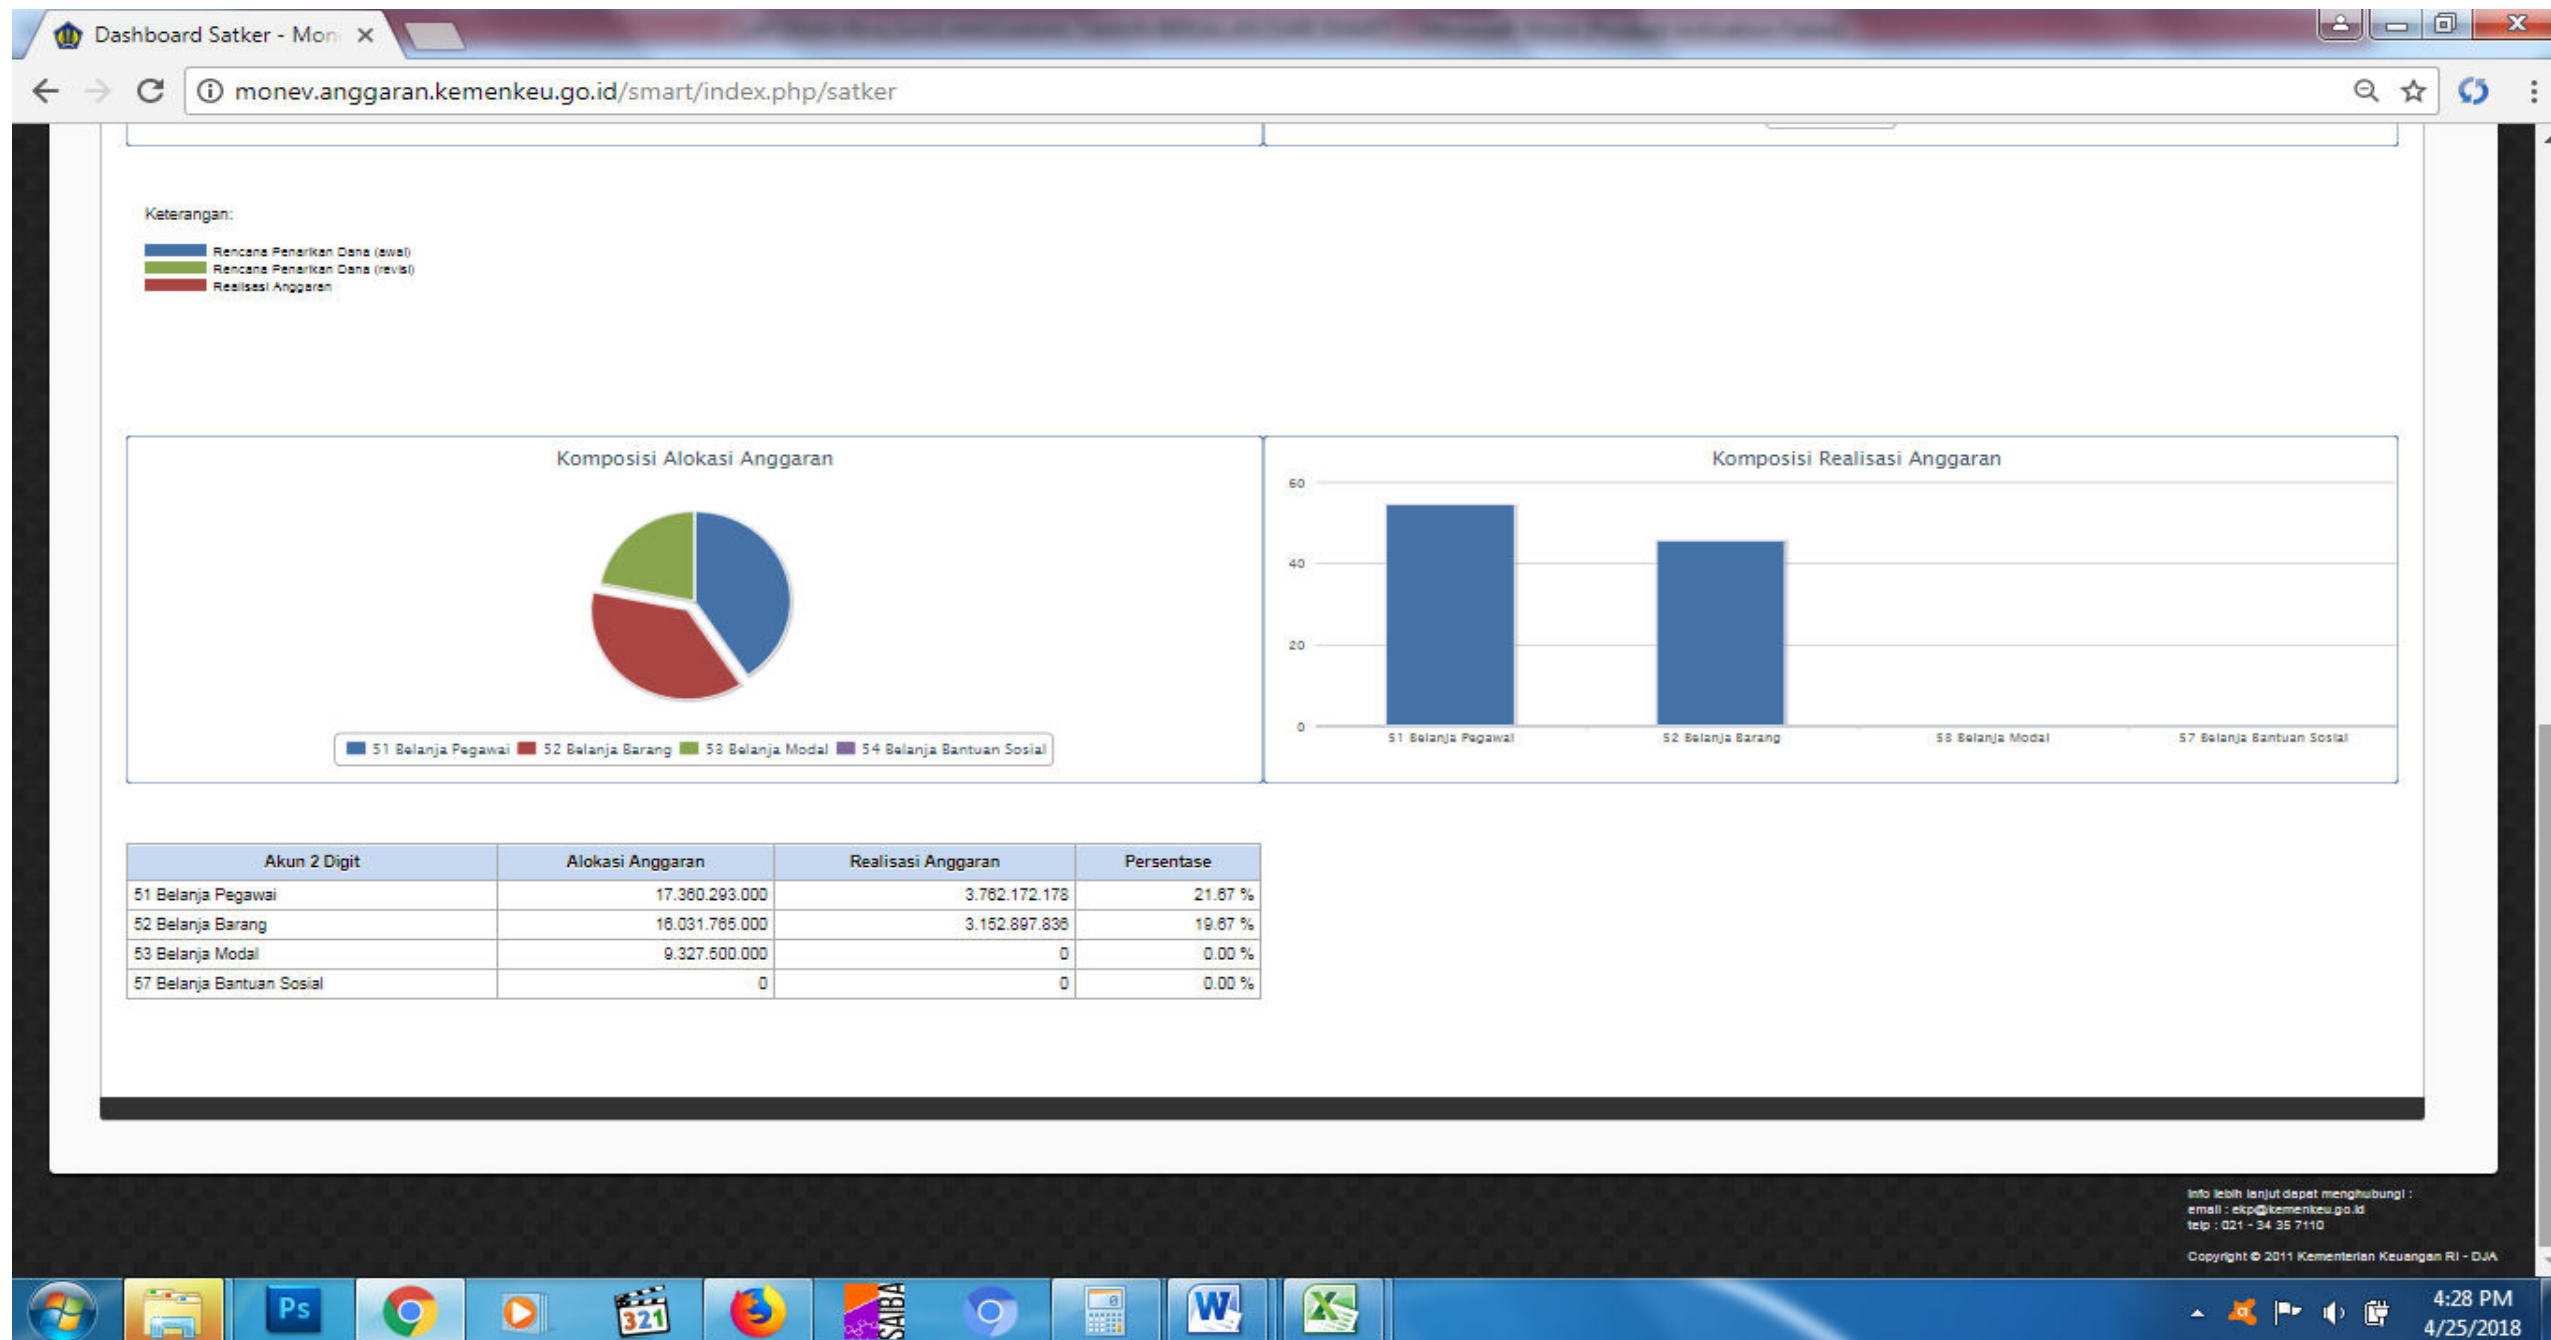 Dashboard Satker - Mon
monev.anggaran.kemenkeu.go.id/smart/index.php/satker
Keterangan:
Rencana Penarikan Dana (awal)
Rencana Penarikan Dana (revisi)
Realisasi Anggaran
Komposisi Alokasi Anggaran
51 Belanja Pegawai 52 Belanja Barang 53 Belanja Modal 54 Belanja Bantuan Sosial
Komposisi Realisasi Anggaran
60
40
20
0
51 Belanja Pegawai 52 Belanja Barang 53 Belanja Modal 57 Belanja Bantuan Sosial
Akun 2 Digit Alokasi Anggaran Realisasi Anggaran Persentase
51 Belanja Pegawai 17.360.293.000 3.762.172.178 21.67 %
52 Belanja Barang 16.031.765.000 3.152.897.836 19.67 %
53 Belanja Modal 9.327.500.000 0 0.00 %
57 Belanja Bantuan Sosial 0 0 0.00 %
Info lebih lanjut dapat menghubungi :
email : ekp@kemenkeu.go.id
telp : 021 - 34 35 7110
Copyright © 2011 Kementerian Keuangan RI - DJA
Ps
321
SAIBA
0
W
X
4:28 PM
4/25/2018